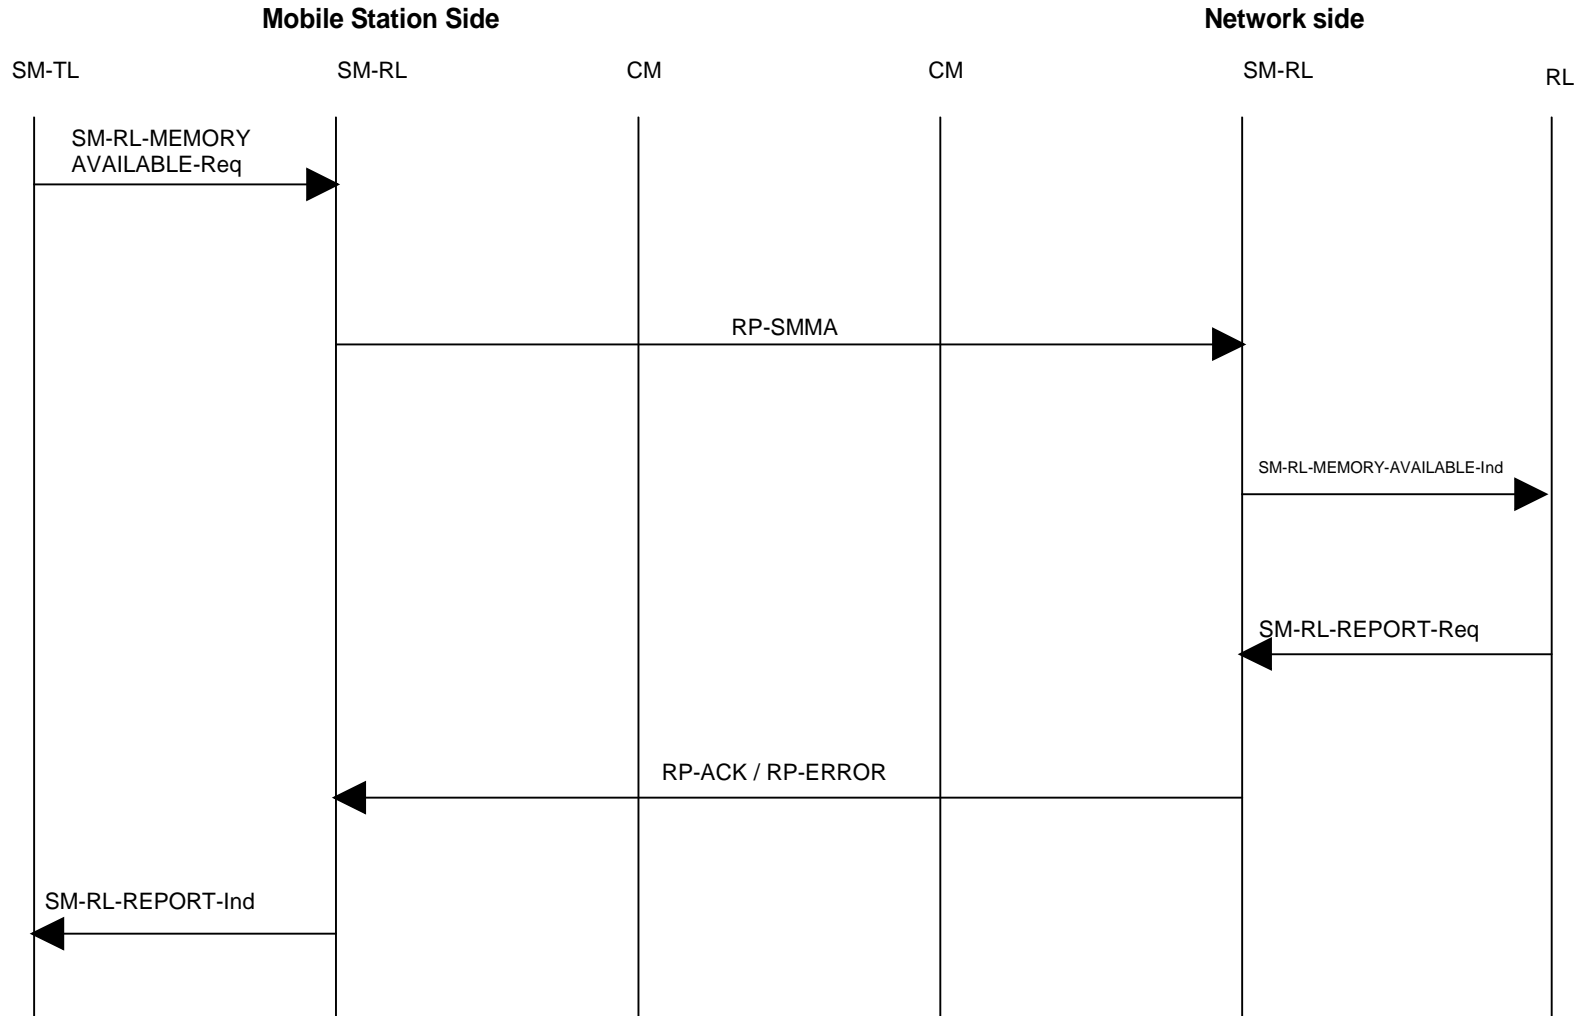 Mobile Station Side
Network side
SM-TL
SM-RL
CM
CM
SM-RL
RL
SM-RL-MEMORY
AVAILABLE-Req
RP-SMMA
SM-RL-MEMORY-AVAILABLE-Ind
SM-RL-REPORT-Req
RP-ACK / RP-ERROR
SM-RL-REPORT-Ind